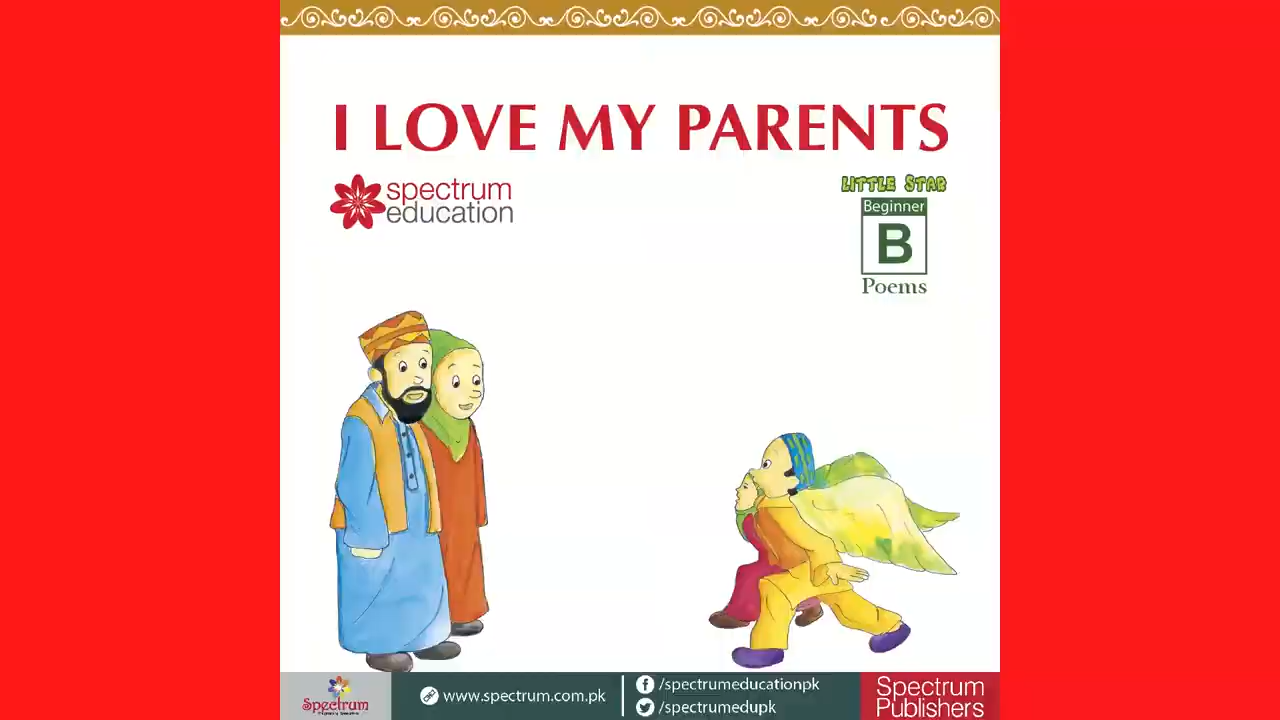 I LOVE MY PARENTS
spectrum
education
LITTLE STAR
Beginner
B
Poems
Spectrum
www.spectrum.com.pk
/spectrumeducationpk
/spectrumedupk
Spectrum
Publishers